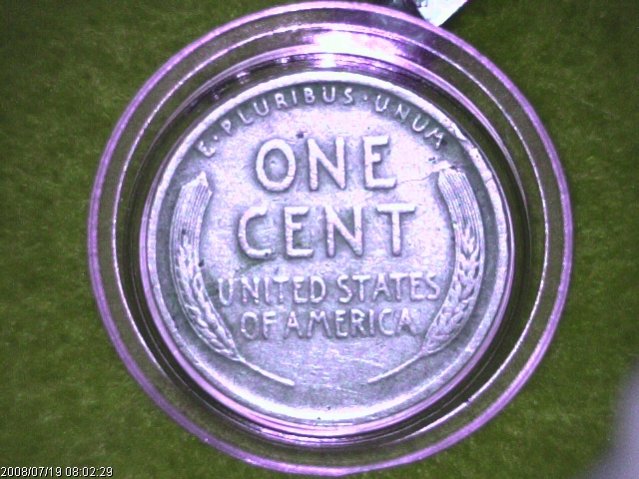 E·PLURIBUS·UNUM
ONE
CENT
UNITED STATES
OF AMERICA
2008/07/19 08:02:29